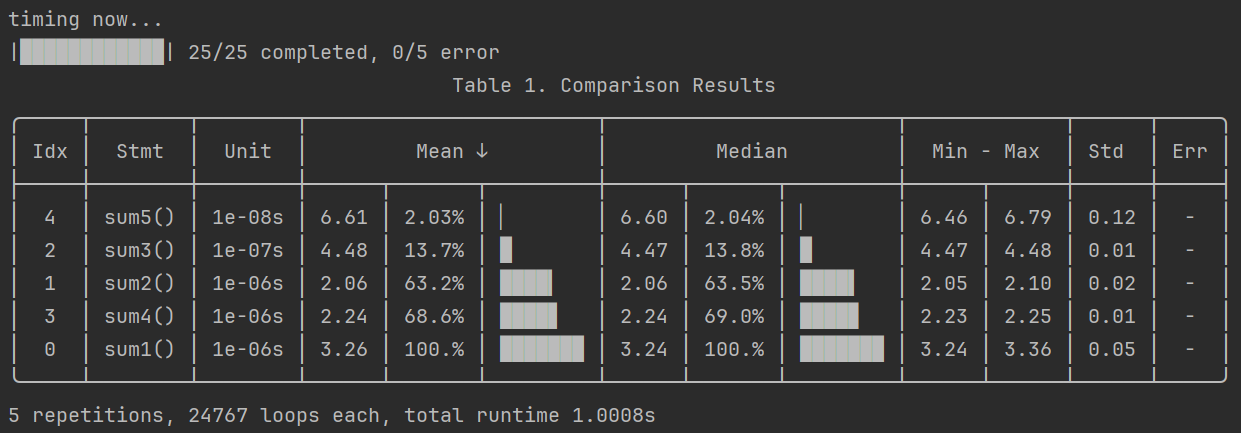 timing now...
25/25 completed, 0/5 error
Table 1. Comparison Results
Idx Stmt Unit Mean ↓ Median Min - Max Std Err
4 sum5() 1e-08s 6.61 2.03% 6.60 2.04% 6.46 6.79 0.12 -
2 sum3() 1e-07s 4.48 13.7% 4.47 13.8% 4.47 4.48 0.01 -
1 sum2() 1e-06s 2.06 63.2% 2.06 63.5% 2.05 2.10 0.02 -
3 sum4() 1e-06s 2.24 68.6% 2.24 69.0% 2.23 2.25 0.01 -
0 sum1() 1e-06s 3.26 100.% 3.24 100.% 3.24 3.36 0.05 -
5 repetitions, 24767 loops each, total runtime 1.0008s